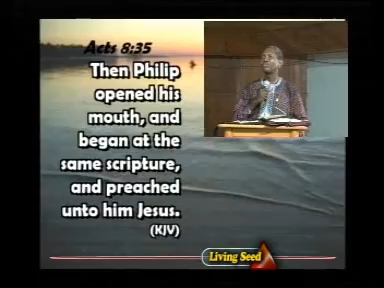 Acts 8:35
Then Philip
opened his
mouth, and
began at the
same scripture,
and preached
unto him Jesus.
(KJV)
Living Seed